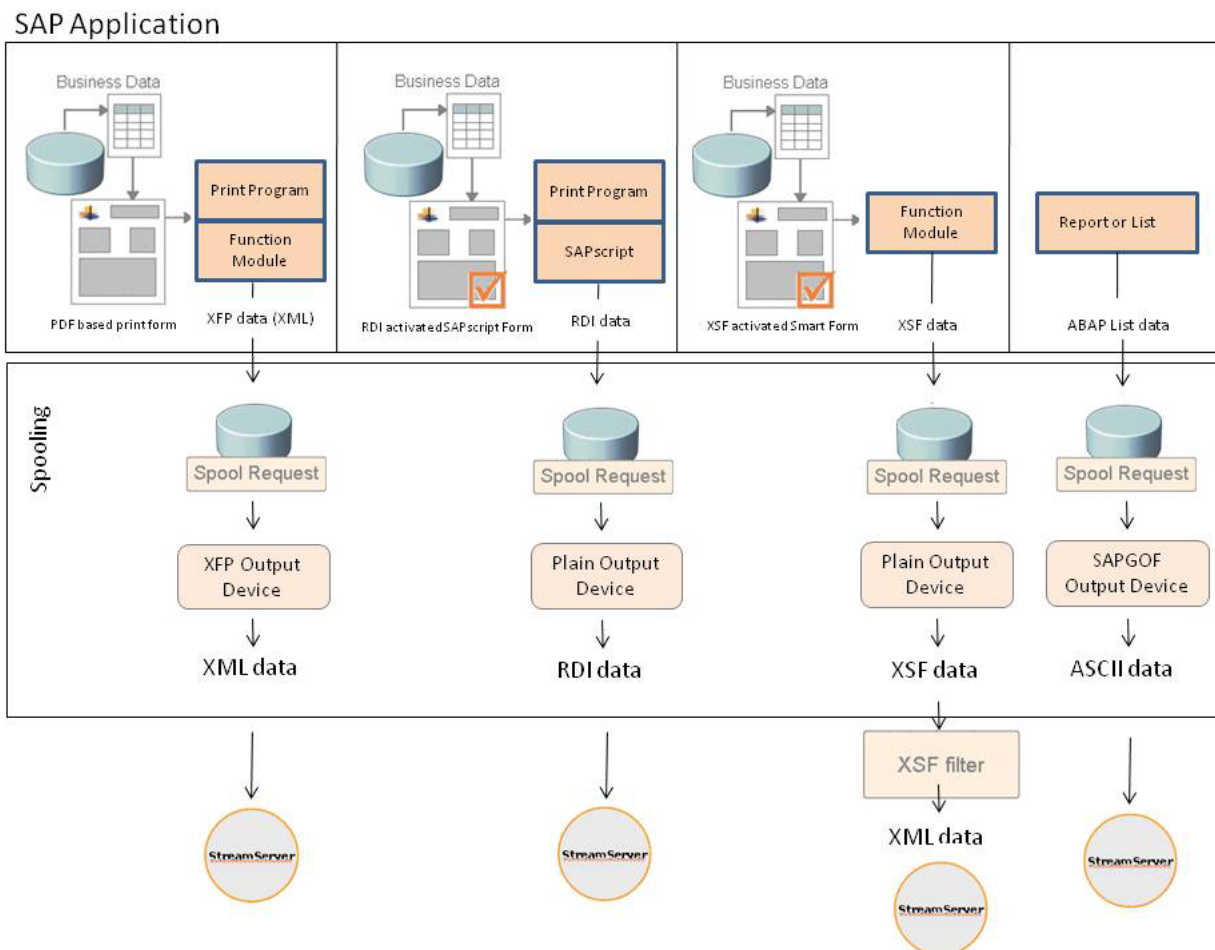 SAP Application
Business Data
Print Program
Function
Module
PDF based print form
XFP data (XML)
Business Data
Print Program
SAPscript
RDI activated SAPscript Form
RDI data
Business Data
Function
Module
XSF activated Smart Form
XSF data
Report or List
ABAP List data
Spooling
Spool Request
Spool Request
Spool Request
Spool Request
XFP Output
Device
Plain Output
Device
Plain Output
Device
SAPGOF
Output Device
XML data
RDI data
XSF data
ASCII data
XSF filter
XML data
StreamServer
StreamServer
StreamServer
StreamServer